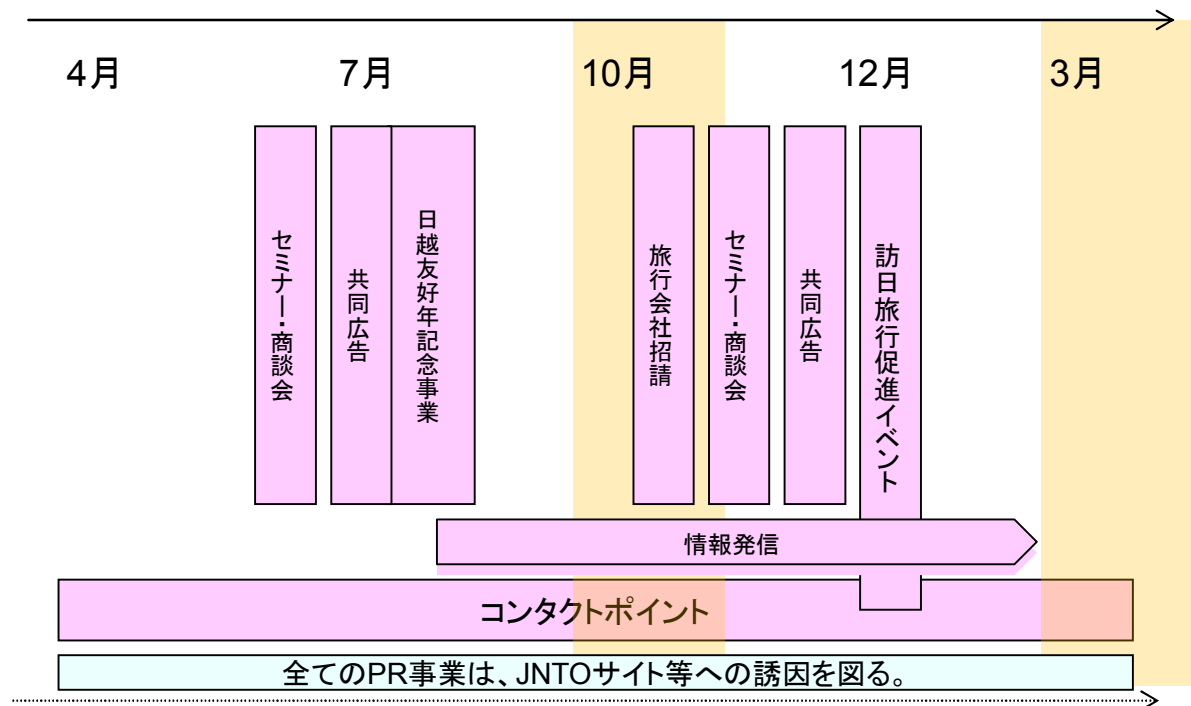 4月
7月
10月
12月
3月
セミナー・商談会
共同広告
日越友好年記念事業
旅行会社招請
セミナー・商談会
共同広告
訪日旅行促進イベント
情報発信
コンタクトポイント
全てのPR事業は、JNTOサイト等への誘因を図る。